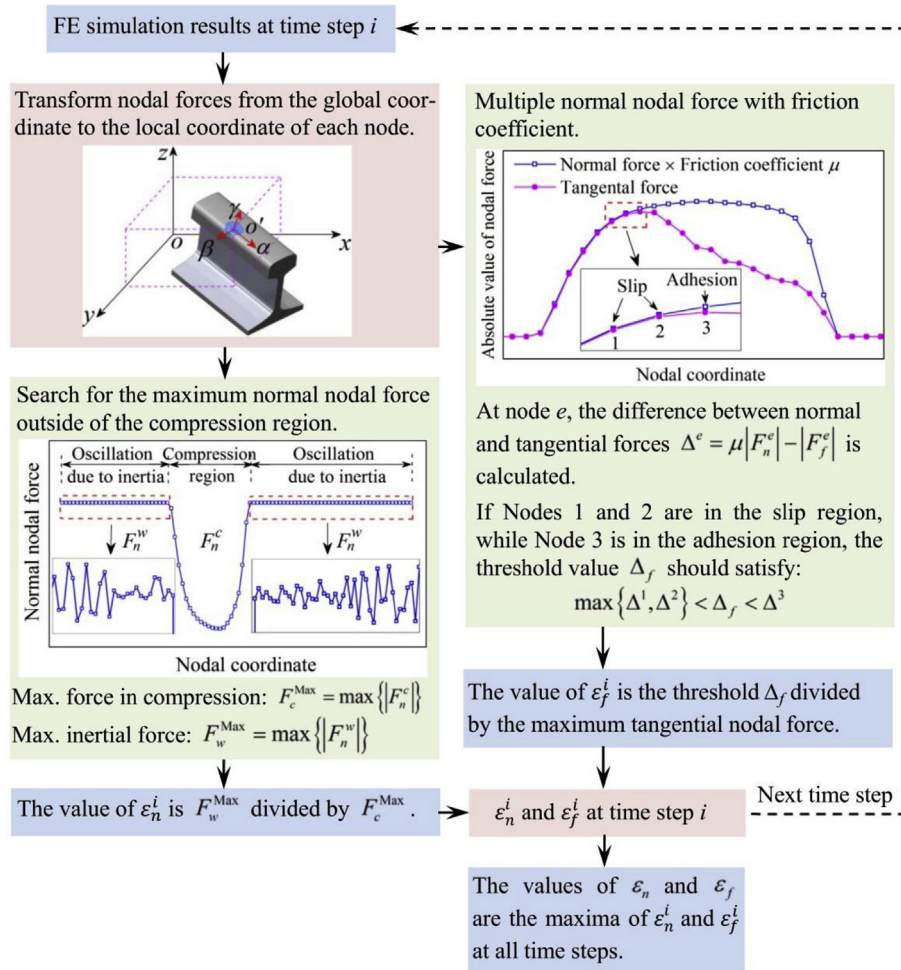 FE simulation results at time step i
Transform nodal forces from the global coor-
dinate to the local coordinate of each node.
z
γ
o'
o
β
α
x
y
Multiple normal nodal force with friction
coefficient.
Absolute value of nodal force
Normal force × Friction coefficient μ
Tangential force
Slip
Adhesion
1
2
3
Nodal coordinate
At node e, the difference between normal
and tangential forces Δ^e = μ|F_n^e| − |F_f^e| is
calculated.
If Nodes 1 and 2 are in the slip region,
while Node 3 is in the adhesion region, the
threshold value Δ_f should satisfy:
max{Δ^1, Δ^2} < Δ_f < Δ^3
Search for the maximum normal nodal force
outside of the compression region.
Normal nodal force
Oscillation
due to inertia
Compression
region
Oscillation
due to inertia
F_n^w
F_n^c
F_n^w
Nodal coordinate
Max. force in compression: F_c^Max = max{|F_n^c|}
Max. inertial force: F_w^Max = max{|F_n^w|}
The value of ε_n^i is F_w^Max divided by F_c^Max.
The value of ε_f^i is the threshold Δ_f divided
by the maximum tangential nodal force.
ε_n^i and ε_f^i at time step i
Next time step
The values of ε_n and ε_f
are the maxima of ε_n^i and ε_f^i
at all time steps.